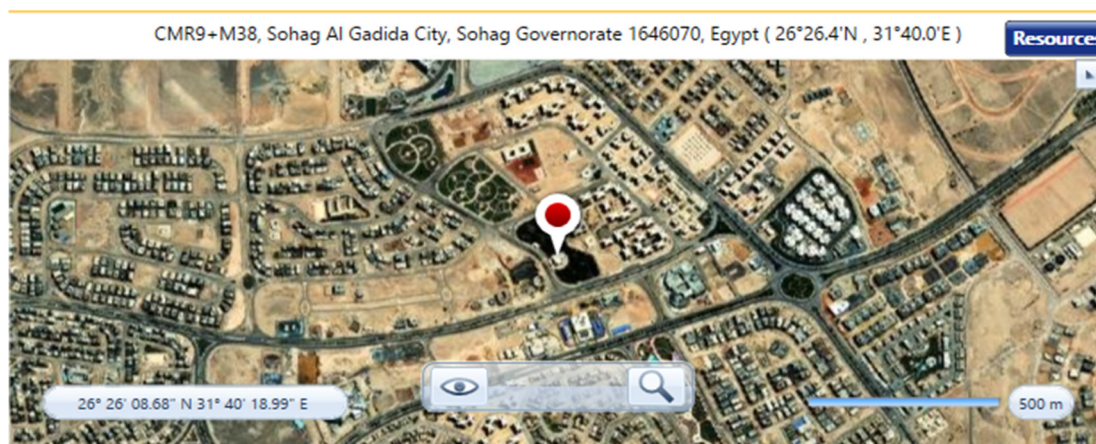 CMR9+M38, Sohag Al Gadida City, Sohag Governorate 1646070, Egypt ( 26°26.4'N , 31°40.0'E )
Resources
26° 26' 08.68" N 31° 40' 18.99" E
500 m